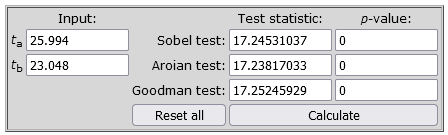 Input: Test statistic: p-value:
ta 25.994 Sobel test: 17.24531037 0
tb 23.048 Aroian test: 17.23817033 0
Goodman test: 17.25245929 0
Reset all Calculate